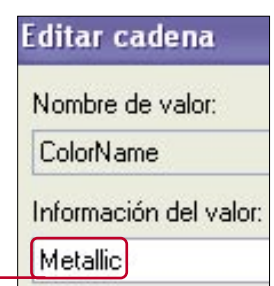 Editar cadena
Nombre de valor:
ColorName
Información del valor:
Metallic